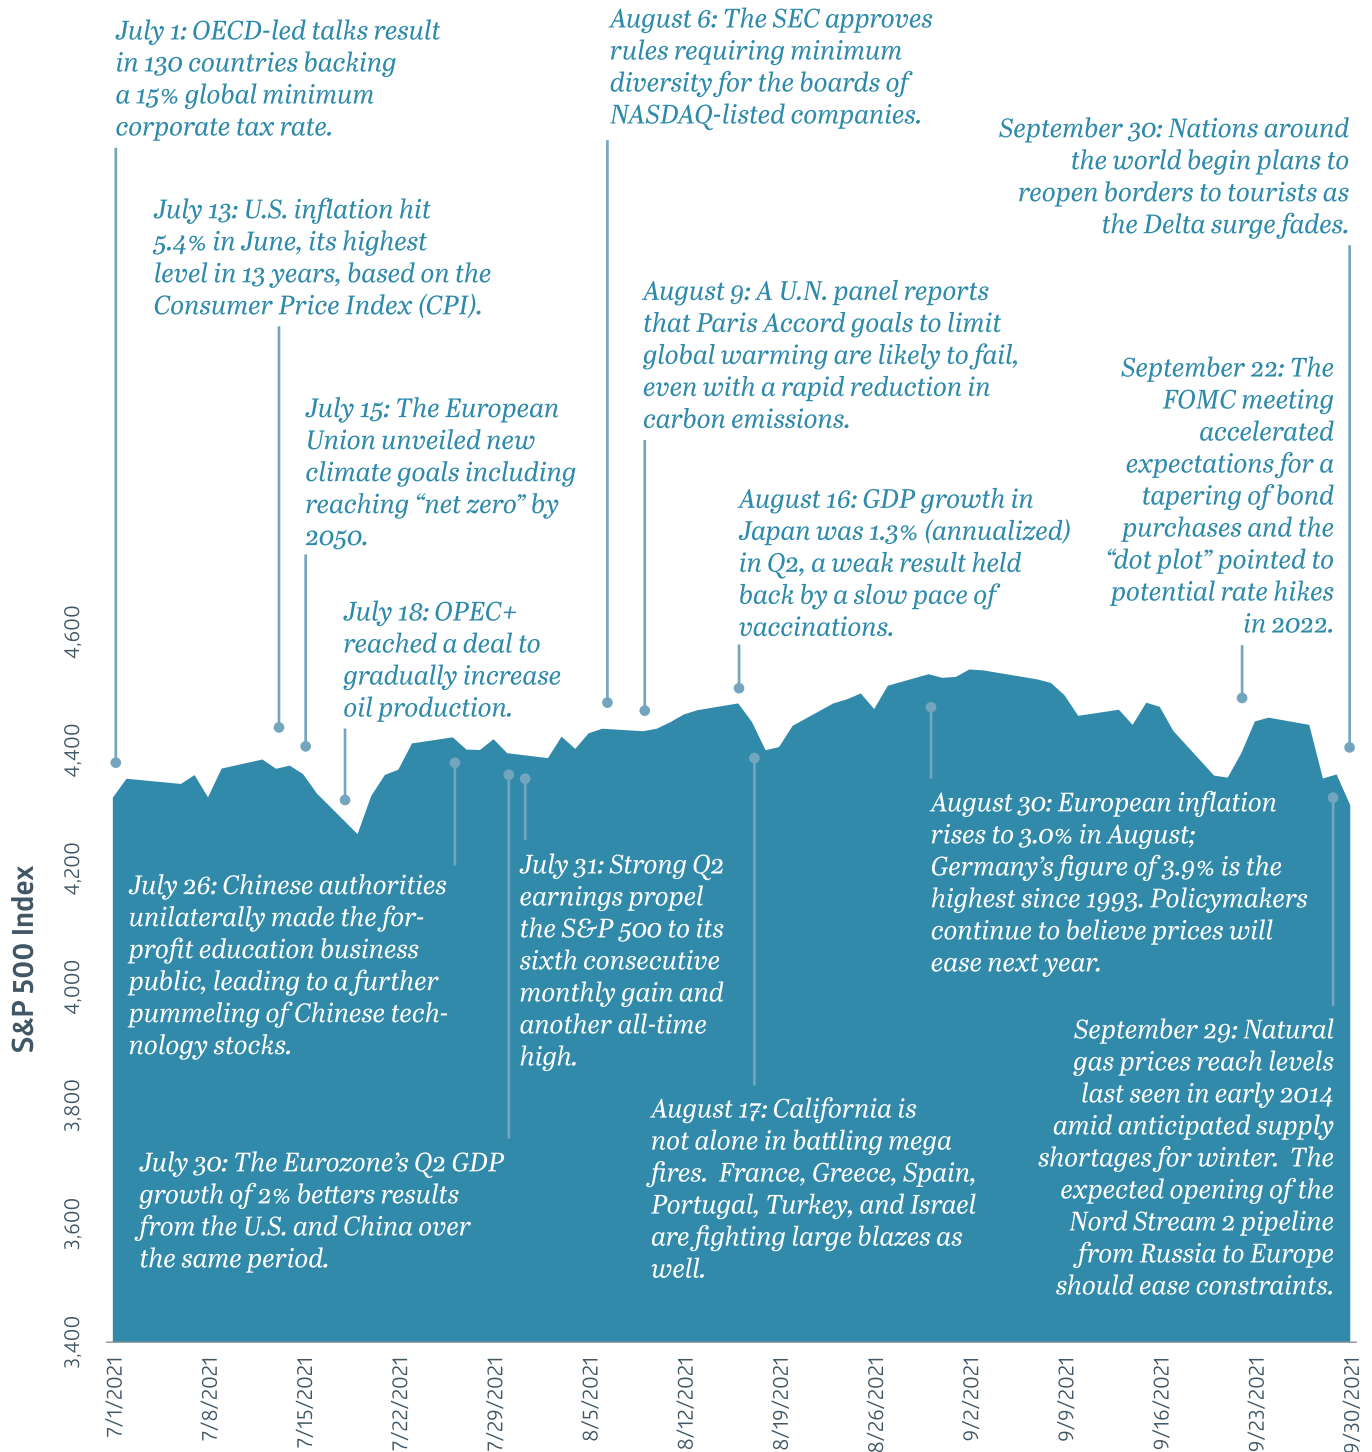 July 1: OECD-led talks result
in 130 countries backing
a 15% global minimum
corporate tax rate.
August 6: The SEC approves
rules requiring minimum
diversity for the boards of
NASDAQ-listed companies.
September 30: Nations around
the world begin plans to
reopen borders to tourists as
the Delta surge fades.
July 13: U.S. inflation hit
5.4% in June, its highest
level in 13 years, based on the
Consumer Price Index (CPI).
August 9: A U.N. panel reports
that Paris Accord goals to limit
global warming are likely to fail,
even with a rapid reduction in
carbon emissions.
September 22: The
FOMC meeting
accelerated
expectations for a
tapering of bond
purchases and the
“dot plot” pointed to
potential rate hikes
in 2022.
July 15: The European
Union unveiled new
climate goals including
reaching “net zero” by
2050.
August 16: GDP growth in
Japan was 1.3% (annualized)
in Q2, a weak result held
back by a slow pace of
vaccinations.
July 18: OPEC+
reached a deal to
gradually increase
oil production.
August 30: European inflation
rises to 3.0% in August;
Germany’s figure of 3.9% is the
highest since 1993. Policymakers
continue to believe prices will
ease next year.
July 26: Chinese authorities
unilaterally made the for-
profit education business
public, leading to a further
pummeling of Chinese tech-
nology stocks.
July 31: Strong Q2
earnings propel
the S&P 500 to its
sixth consecutive
monthly gain and
another all-time
high.
September 29: Natural
gas prices reach levels
last seen in early 2014
amid anticipated supply
shortages for winter.  The
expected opening of the
Nord Stream 2 pipeline
from Russia to Europe
should ease constraints.
August 17: California is
not alone in battling mega
fires.  France, Greece, Spain,
Portugal, Turkey, and Israel
are fighting large blazes as
well.
July 30: The Eurozone’s Q2 GDP
growth of 2% betters results
from the U.S. and China over
the same period.
S&P 500 Index
4,600
4,400
4,200
4,000
3,800
3,600
3,400
7/1/2021
7/8/2021
7/15/2021
7/22/2021
7/29/2021
8/5/2021
8/12/2021
8/19/2021
8/26/2021
9/2/2021
9/9/2021
9/16/2021
9/23/2021
9/30/2021